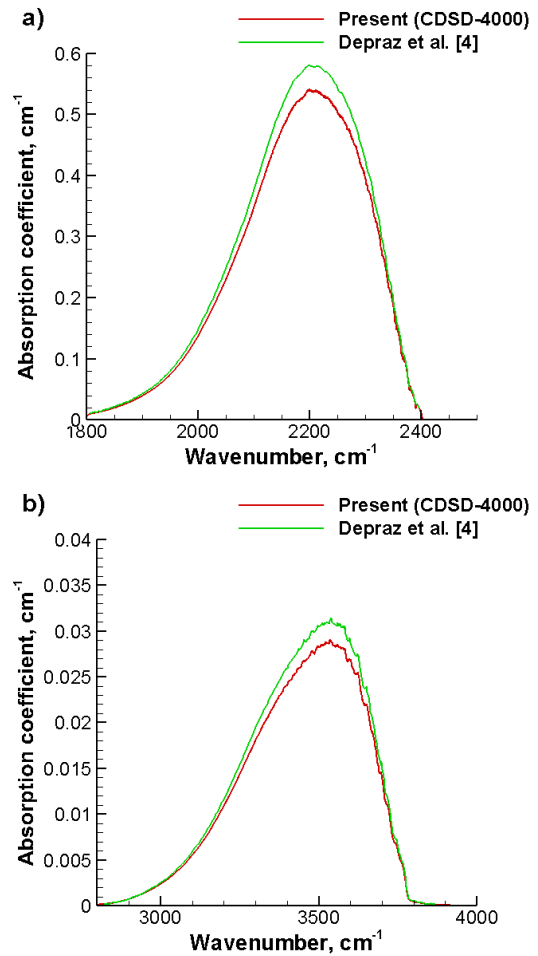 a)
Present (CDSD-4000)
Depraz et al. [4]
0.6
0.5
0.4
0.3
0.2
0.1
0
Absorption coefficient, cm⁻¹
1800
2000
2200
2400
Wavenumber, cm⁻¹
b)
Present (CDSD-4000)
Depraz et al. [4]
0.04
0.035
0.03
0.025
0.02
0.015
0.01
0.005
0
Absorption coefficient, cm⁻¹
3000
3500
4000
Wavenumber, cm⁻¹